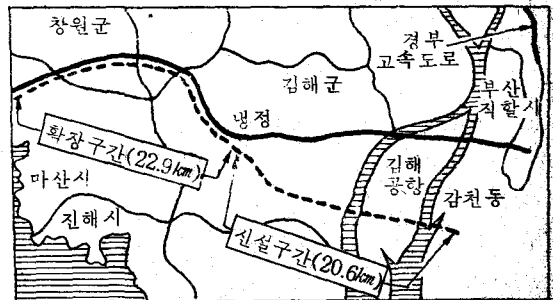 창원군
경부
고속도로
김해군
부산
직할시
냉정
확장구간(22.9km)
김해
공항
마산시
감천동
진해시
신설구간(20.6km)